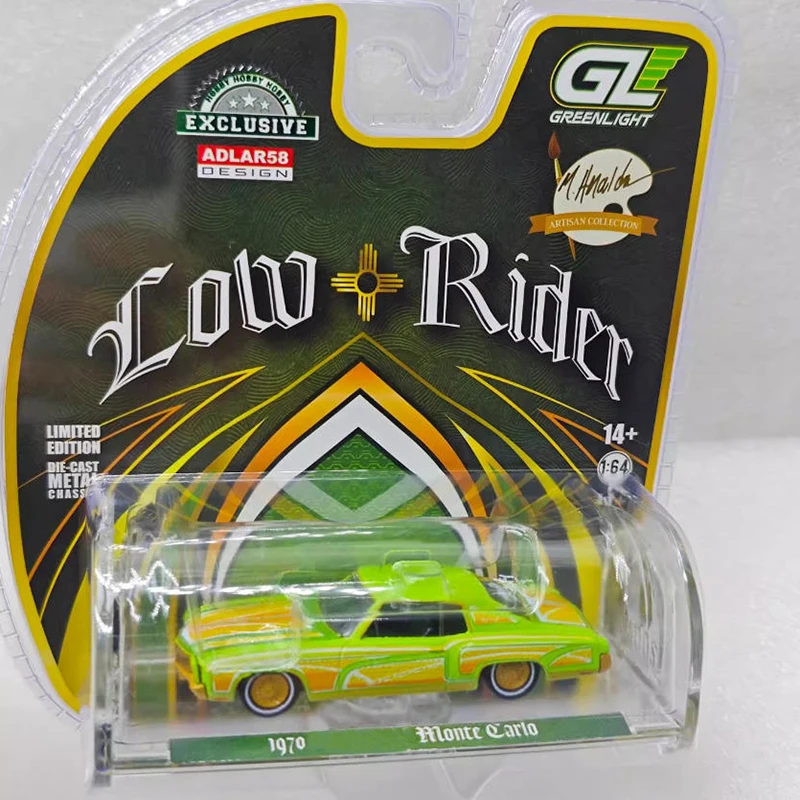 HOBBY HOBBY HOBBY
EXCLUSIVE
ADLAR58
DESIGN
GL
GREENLIGHT
ARTISAN COLLECTION
Low Rider
LIMITED
EDITION
DIE-CAST
METAL
CHASSI
14+
1:64
1970 Monte Carlo